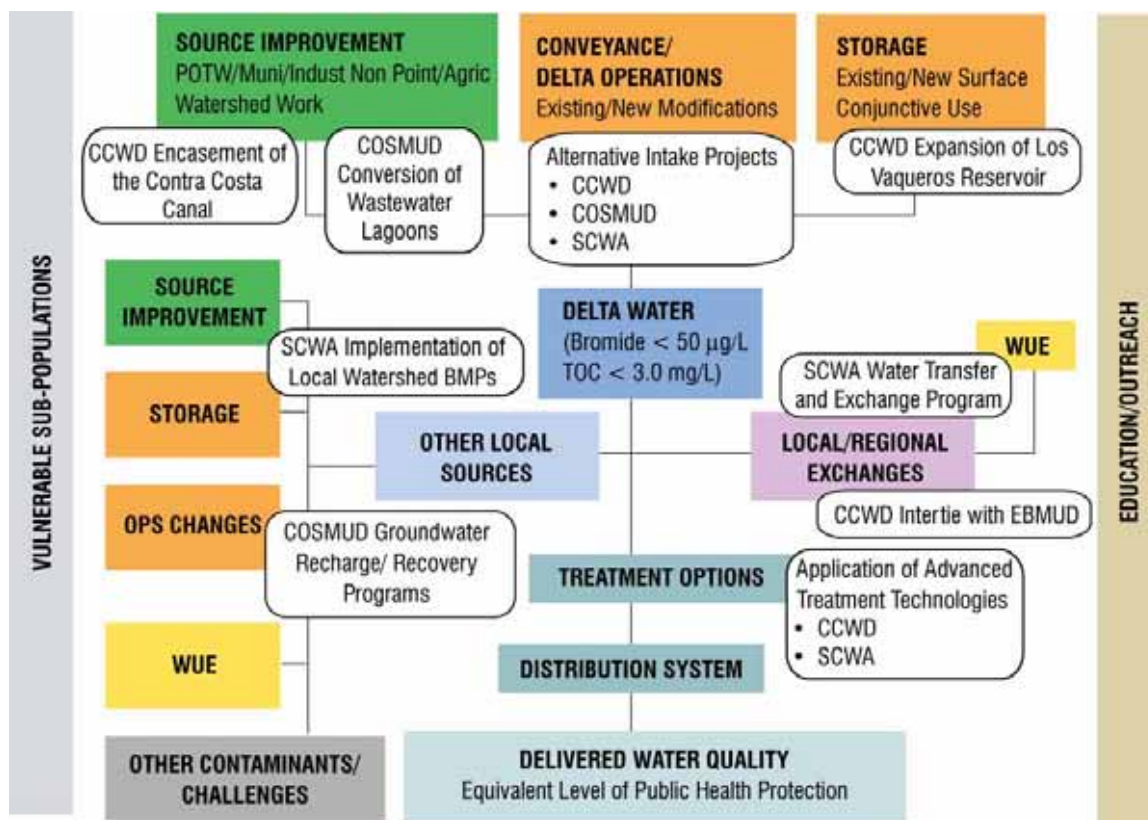 SOURCE IMPROVEMENT
POTW/Muni/Indust Non Point/Agric
Watershed Work
CONVEYANCE/
DELTA OPERATIONS
Existing/New Modifications
STORAGE
Existing/New Surface
Conjunctive Use
CCWD Encasement of
the Contra Costa
Canal
COSMUD
Conversion of
Wastewater
Lagoons
Alternative Intake Projects
• CCWD
• COSMUD
• SCWA
CCWD Expansion of Los
Vaqueros Reservoir
VULNERABLE SUB-POPULATIONS
EDUCATION/OUTREACH
SOURCE
IMPROVEMENT
SCWA Implementation of
Local Watershed BMPs
DELTA WATER
(Bromide < 50 µg/L
TOC < 3.0 mg/L)
WUE
SCWA Water Transfer
and Exchange Program
STORAGE
OTHER LOCAL
SOURCES
LOCAL/REGIONAL
EXCHANGES
CCWD Intertie with EBMUD
OPS CHANGES
COSMUD Groundwater
Recharge/ Recovery
Programs
TREATMENT OPTIONS
Application of Advanced
Treatment Technologies
• CCWD
• SCWA
WUE
DISTRIBUTION SYSTEM
OTHER CONTAMINANTS/
CHALLENGES
DELIVERED WATER QUALITY
Equivalent Level of Public Health Protection